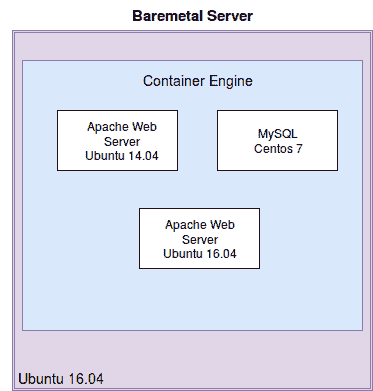 Baremetal Server
Container Engine
Apache Web
Server
Ubuntu 14.04
MySQL
Centos 7
Apache Web
Server
Ubuntu 16.04
Ubuntu 16.04